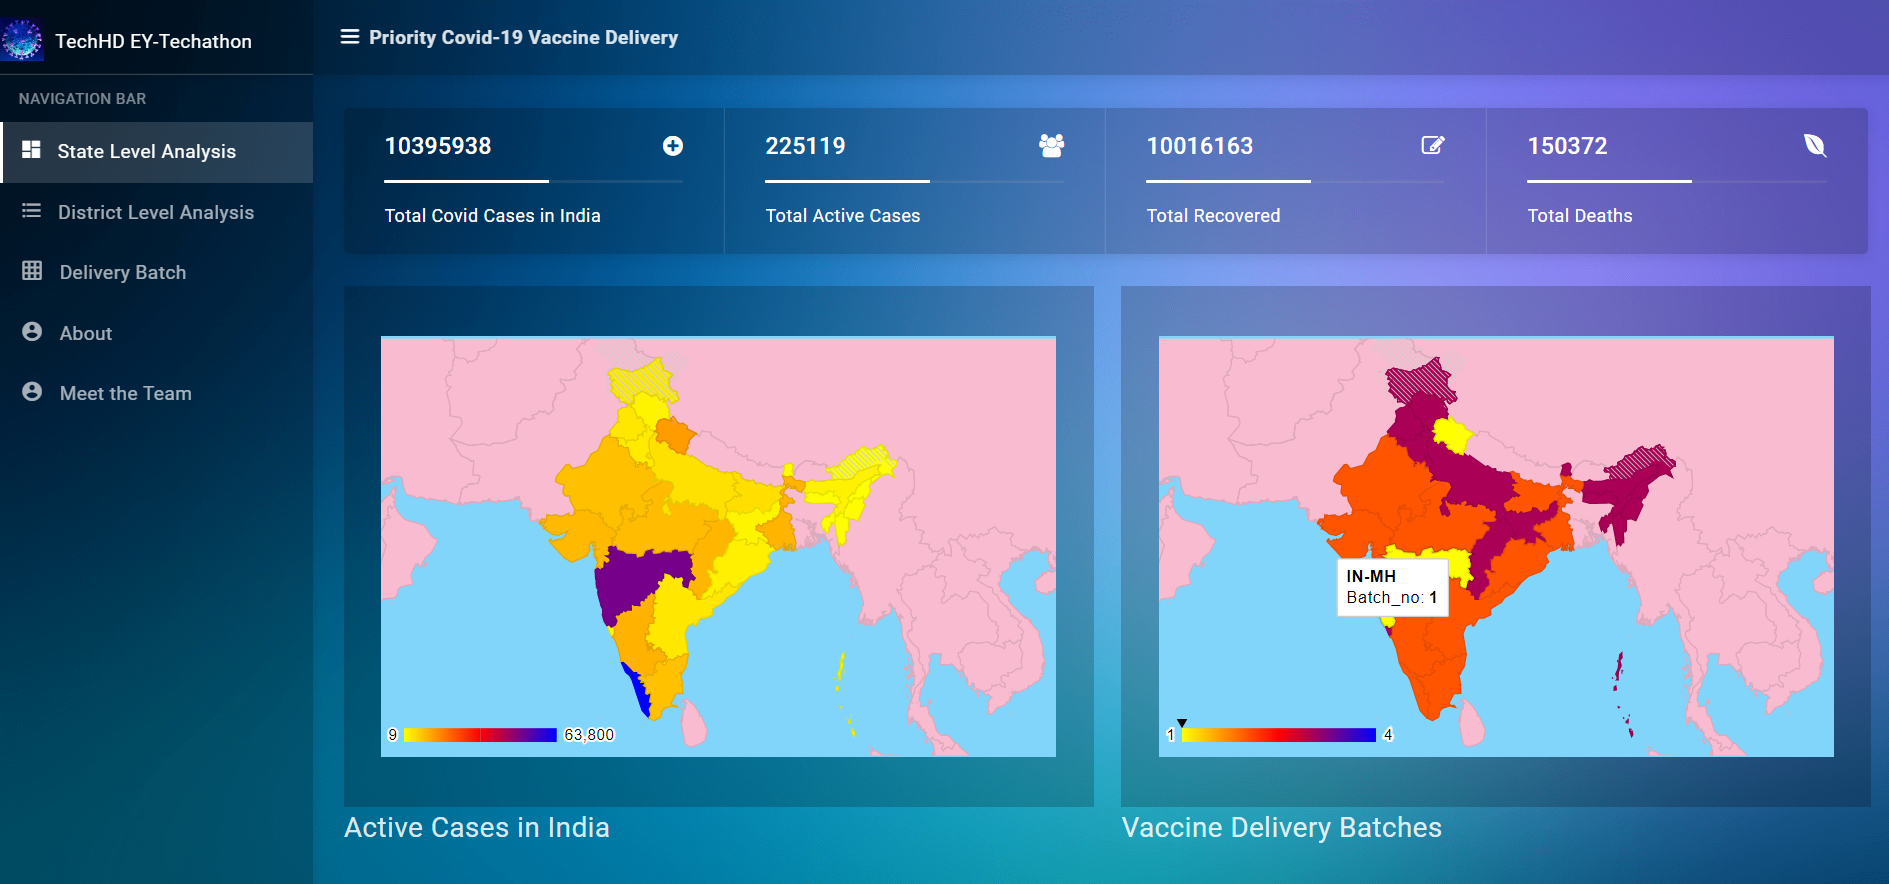 TechHD EY-Techathon
Priority Covid-19 Vaccine Delivery
NAVIGATION BAR
State Level Analysis
District Level Analysis
Delivery Batch
About
Meet the Team
10395938
Total Covid Cases in India
225119
Total Active Cases
10016163
Total Recovered
150372
Total Deaths
9
63,800
Active Cases in India
IN-MH
Batch_no: 1
1
4
Vaccine Delivery Batches